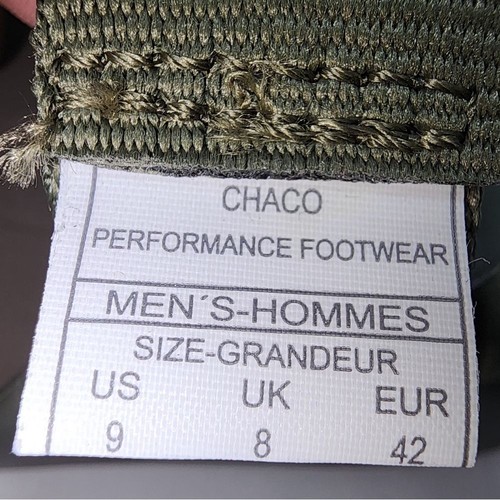 CHACO
PERFORMANCE FOOTWEAR
MEN´S-HOMMES
SIZE-GRANDEUR
US UK EUR
9 8 42